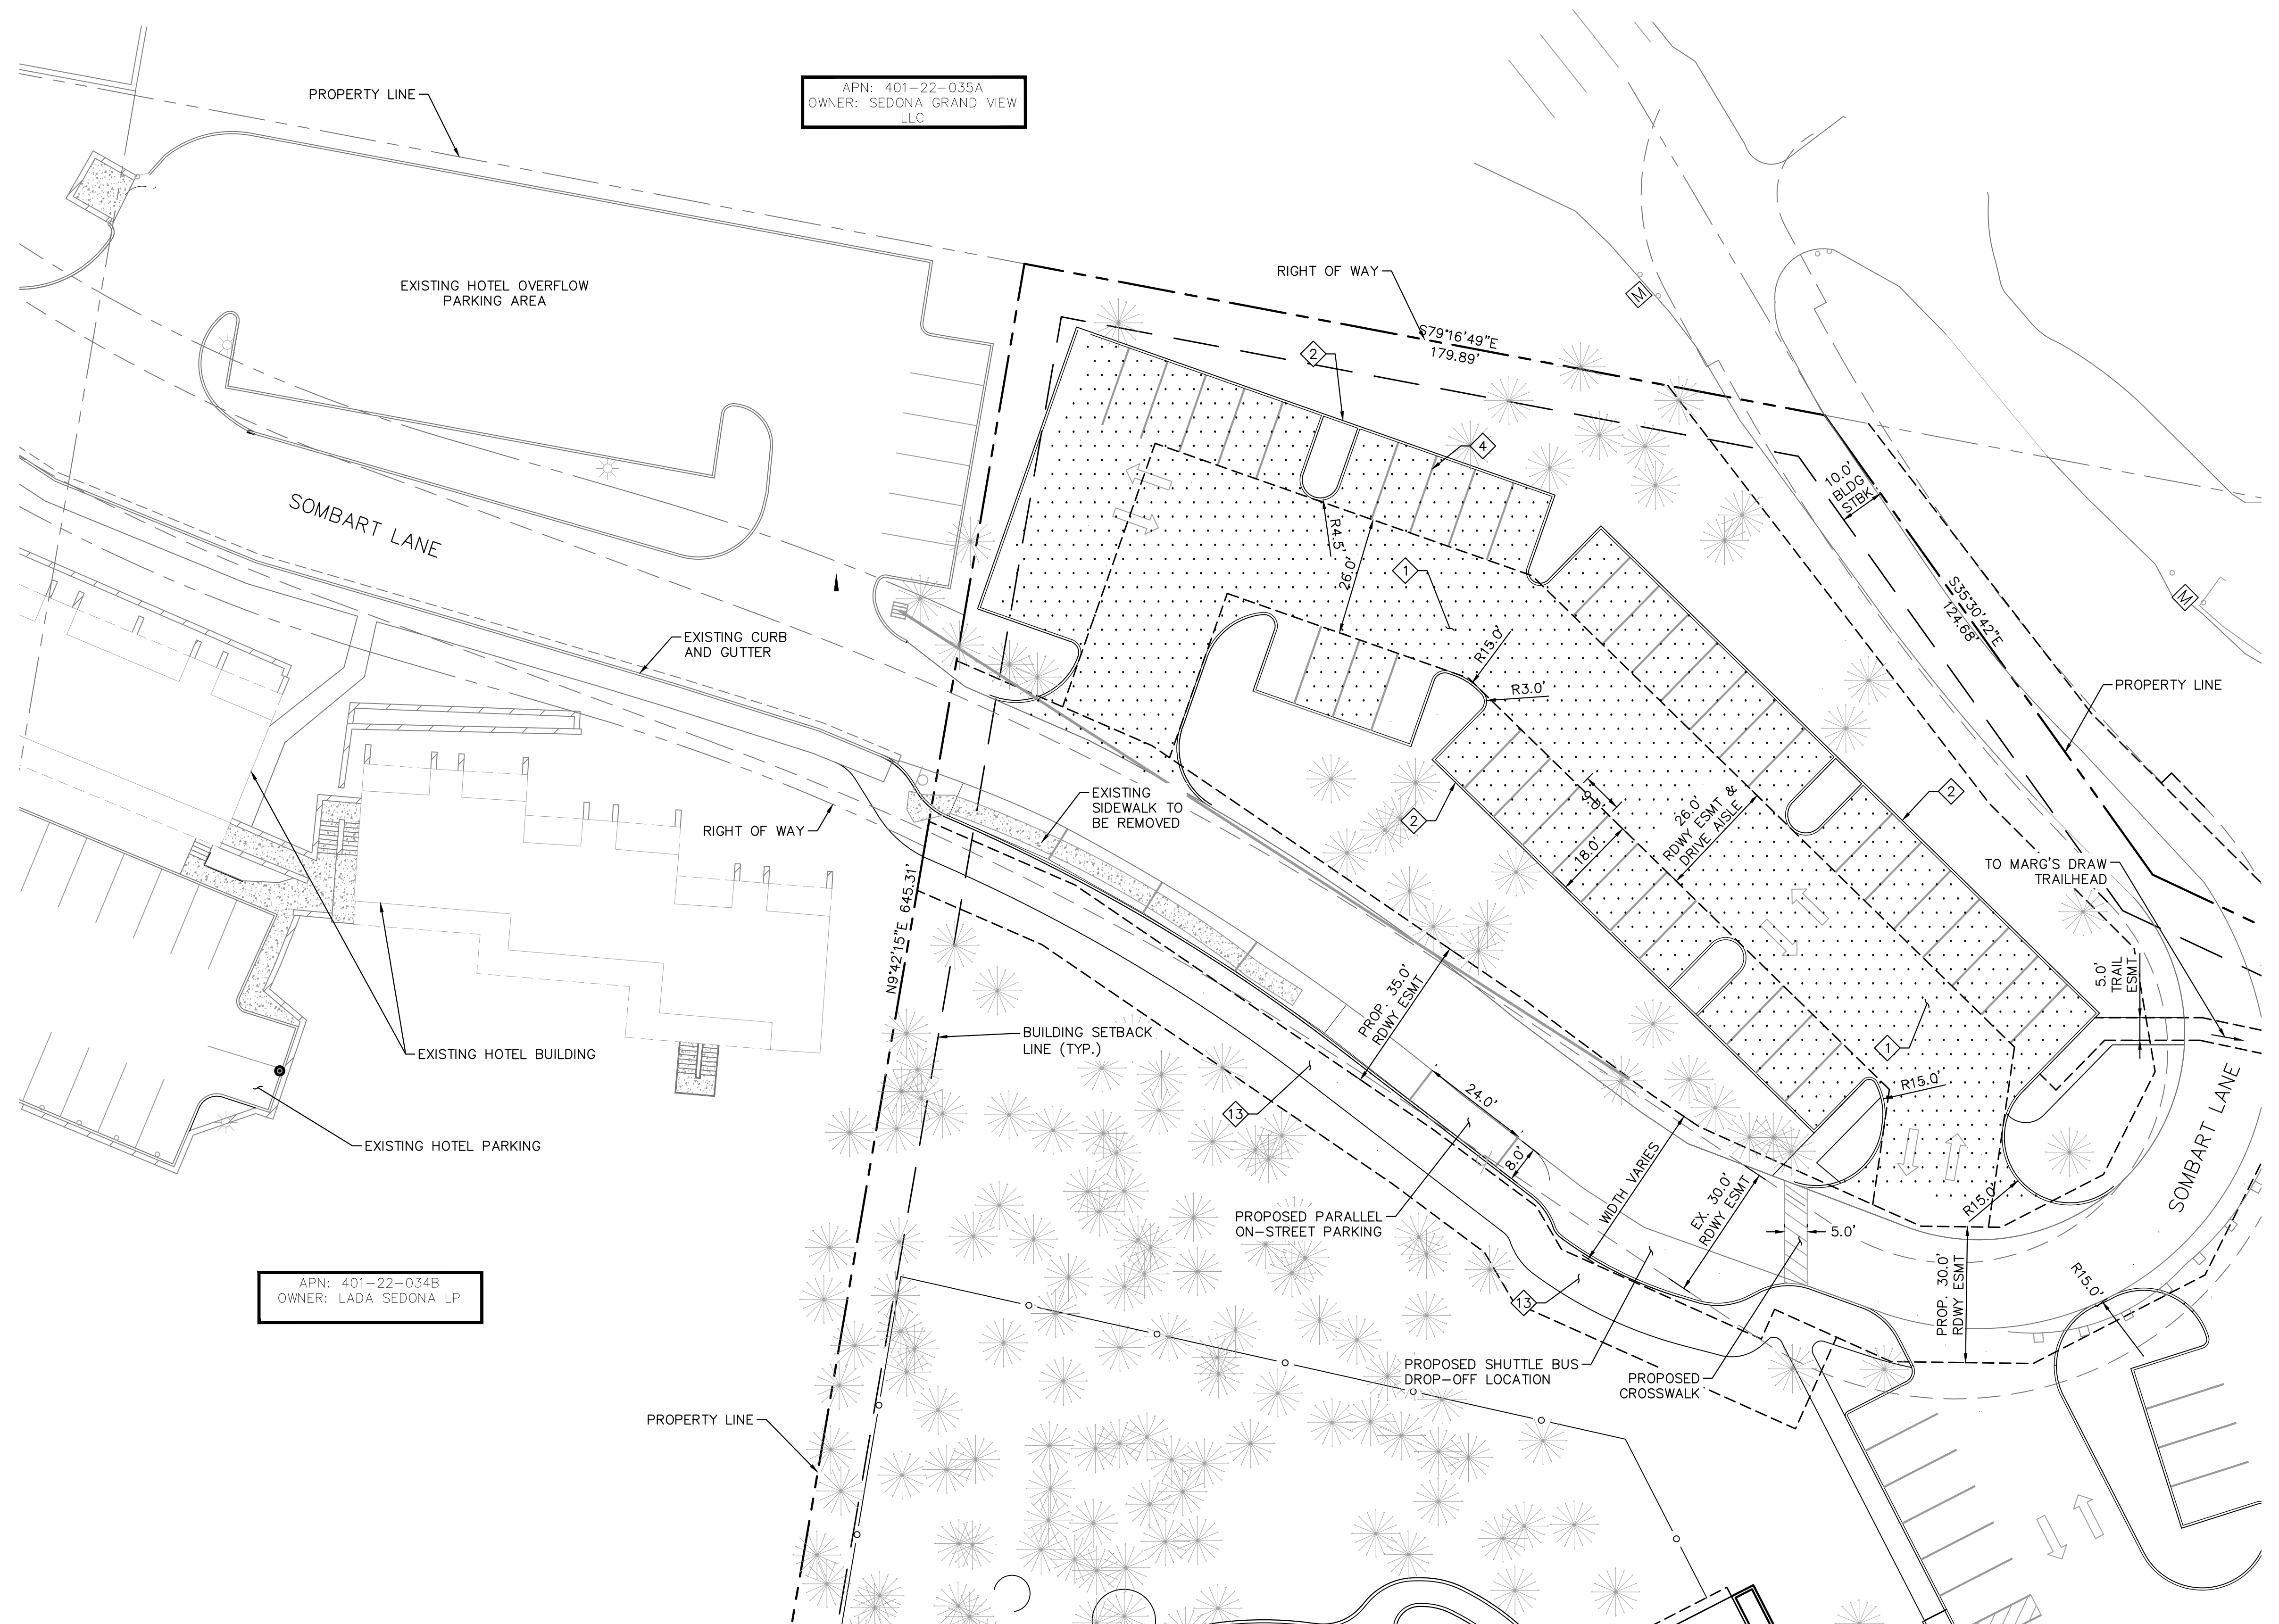 PROPERTY LINE
APN: 401-22-035A
OWNER: SEDONA GRAND VIEW
LLC
RIGHT OF WAY
M
S79°16'49"E
179.89'
2
EXISTING HOTEL OVERFLOW
PARKING AREA
4
10.0'
BLDG
STBK
SOMBART LANE
R4.5'
26.0'
1
S35°30'42"E
124.68'
M
EXISTING CURB
AND GUTTER
R15.0'
R3.0'
PROPERTY LINE
EXISTING
SIDEWALK TO
BE REMOVED
RIGHT OF WAY
2
9.0'
18.0'
26.0'
RDWY ESMT &
DRIVE AISLE
2
TO MARG'S DRAW
TRAILHEAD
N9°42'15"E 645.31'
5.0'
TRAIL
ESMT
PROP. 35.0'
RDWY ESMT
BUILDING SETBACK
LINE (TYP.)
EXISTING HOTEL BUILDING
1
R15.0'
13
24.0'
EXISTING HOTEL PARKING
8.0'
WIDTH VARIES
EX. 30.0'
RDWY ESMT
R15.0'
SOMBART LANE
PROPOSED PARALLEL
ON-STREET PARKING
5.0'
APN: 401-22-034B
OWNER: LADA SEDONA LP
13
PROP. 30.0'
RDWY ESMT
R15.0'
PROPOSED SHUTTLE BUS
DROP-OFF LOCATION
PROPOSED
CROSSWALK
PROPERTY LINE